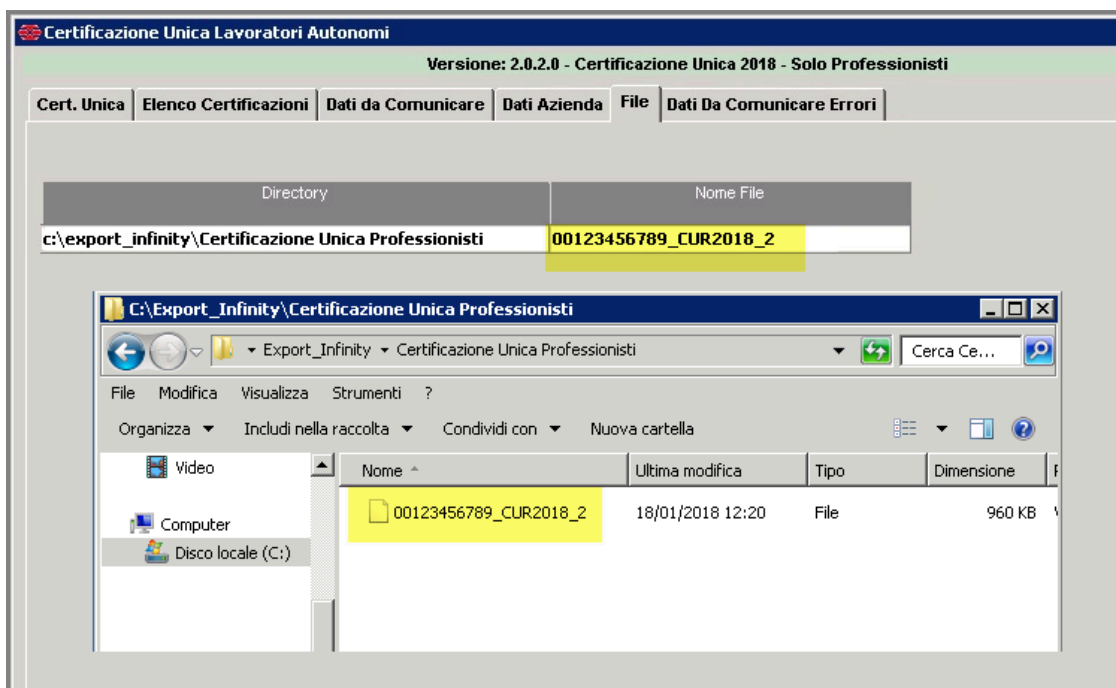 Certificazione Unica Lavoratori Autonomi
Versione: 2.0.2.0 - Certificazione Unica 2018 - Solo Professionisti
Cert. Unica Elenco Certificazioni Dati da Comunicare Dati Azienda File Dati Da Comunicare Errori
Directory Nome File
c:\export_infinity\Certificazione Unica Professionisti 00123456789_CUR2018_2
C:\Export_Infinity\Certificazione Unica Professionisti
Export_Infinity Certificazione Unica Professionisti Cerca Ce...
File Modifica Visualizza Strumenti ?
Organizza Includi nella raccolta Condividi con Nuova cartella
Video Nome Ultima modifica Tipo Dimensione
00123456789_CUR2018_2 18/01/2018 12:20 File 960 KB
Computer
Disco locale (C:)